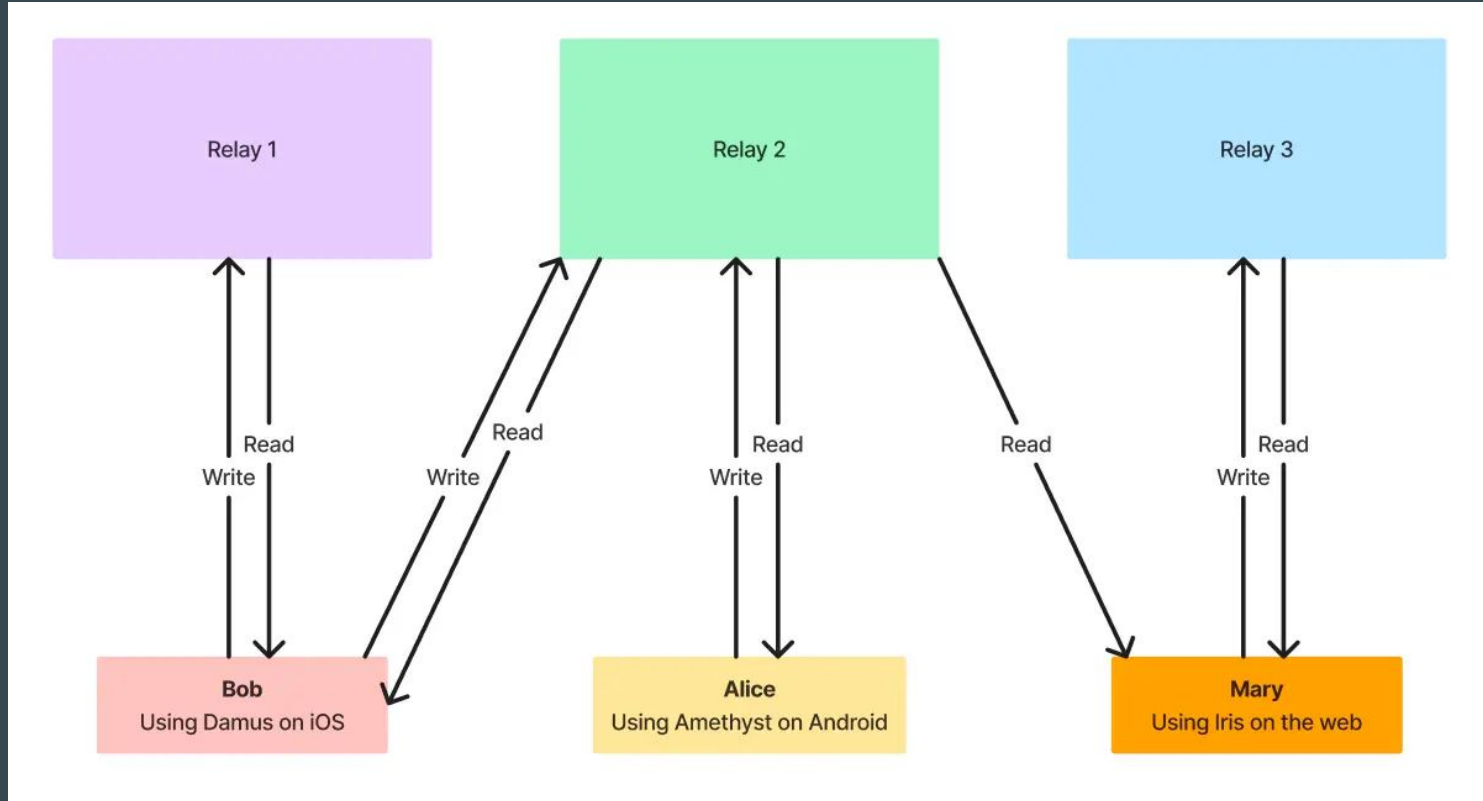 Relay 1
Relay 2
Relay 3
Read
Write
Read
Write
Read
Write
Read
Read
Write
Bob
Using Damus on iOS
Alice
Using Amethyst on Android
Mary
Using Iris on the web